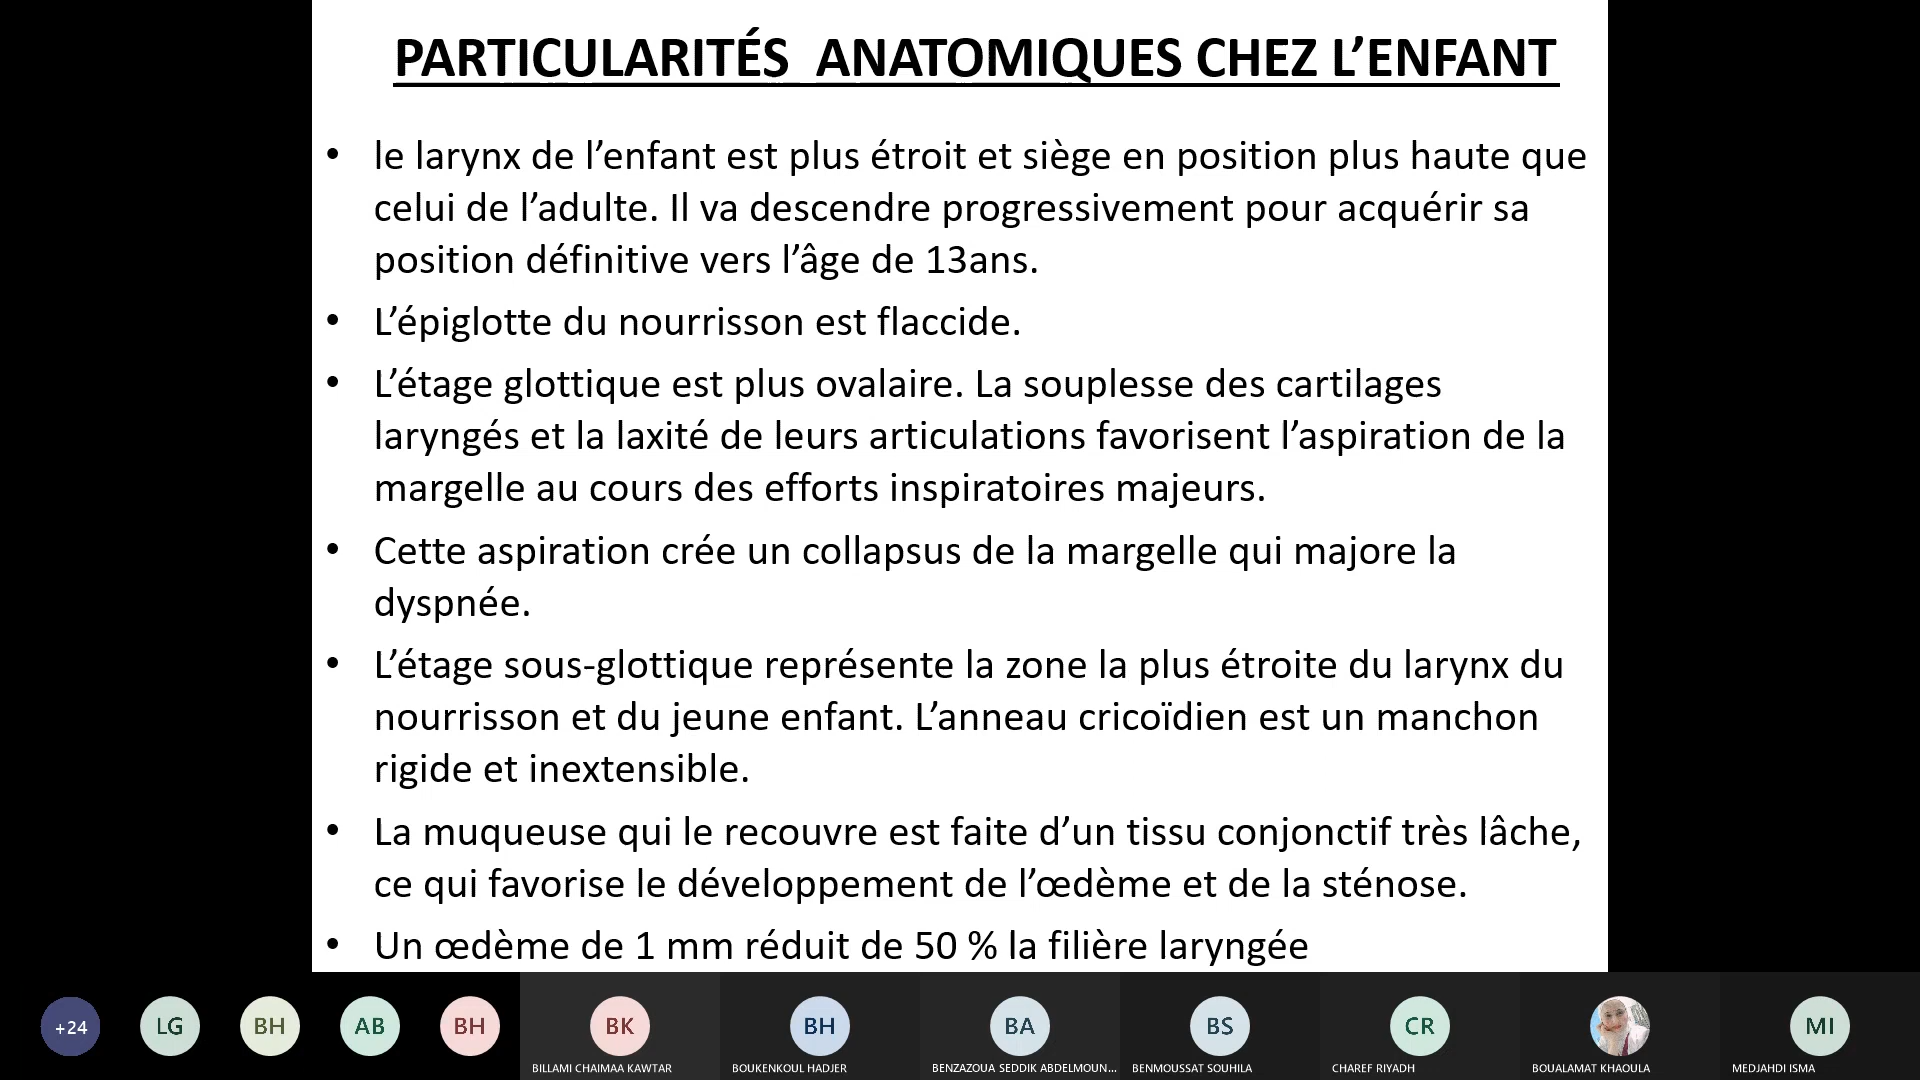 PARTICULARITÉS  ANATOMIQUES CHEZ L’ENFANT
• le larynx de l’enfant est plus étroit et siège en position plus haute que
celui de l’adulte. Il va descendre progressivement pour acquérir sa
position définitive vers l’âge de 13ans.
• L’épiglotte du nourrisson est flaccide.
• L’étage glottique est plus ovalaire. La souplesse des cartilages
laryngés et la laxité de leurs articulations favorisent l’aspiration de la
margelle au cours des efforts inspiratoires majeurs.
• Cette aspiration crée un collapsus de la margelle qui majore la
dyspnée.
• L’étage sous-glottique représente la zone la plus étroite du larynx du
nourrisson et du jeune enfant. L’anneau cricoïdien est un manchon
rigide et inextensible.
• La muqueuse qui le recouvre est faite d’un tissu conjonctif très lâche,
ce qui favorise le développement de l’œdème et de la sténose.
• Un œdème de 1 mm réduit de 50 % la filière laryngée
+24 LG BH AB BH BK BH BA BS CR MI
BILLAMI CHAIMAA KAWTAR BOUKENKOUL HADJER BENZAZOUA SEDDIK ABDELMOUN... BENMOUSSAT SOUHILA CHAREF RIYADH BOUALAMAT KHAOULA MEDJAHDI ISMA